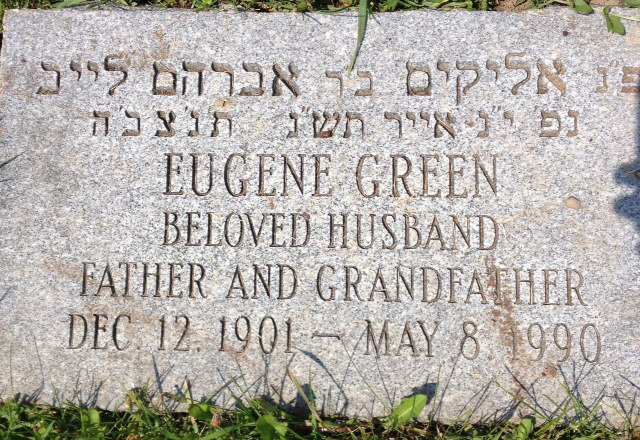 פ"נ אליקים בר אברהם לייב
נפ' י"ג-אייר תש"נ ת'נ'צ'ב'ה
EUGENE GREEN
BELOVED HUSBAND
FATHER AND GRANDFATHER
DEC. 12. 1901 — MAY 8 1990